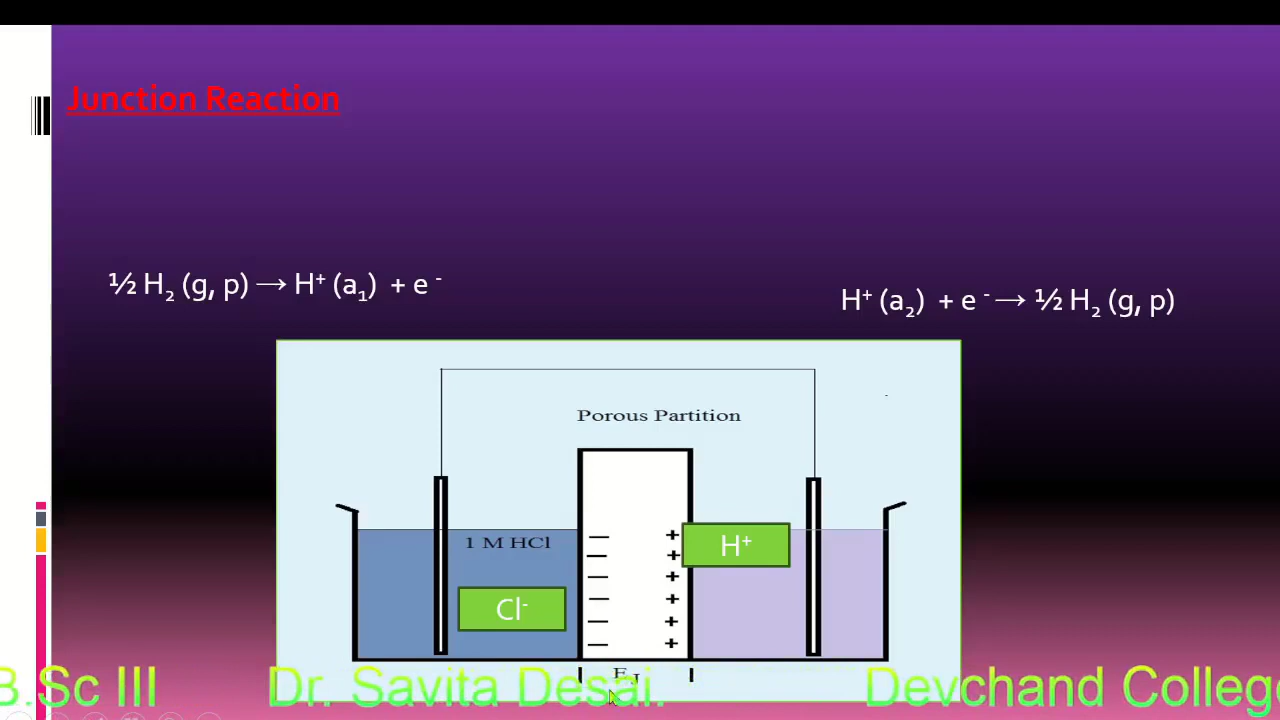 Junction Reaction
½ H₂ (g, p) → H⁺ (a₁) + e⁻
H⁺ (a₂) + e⁻ → ½ H₂ (g, p)
Porous Partition
1 M HCl
H⁺
Cl⁻
E_J
B.Sc III Dr. Savita Desai. Devchand College